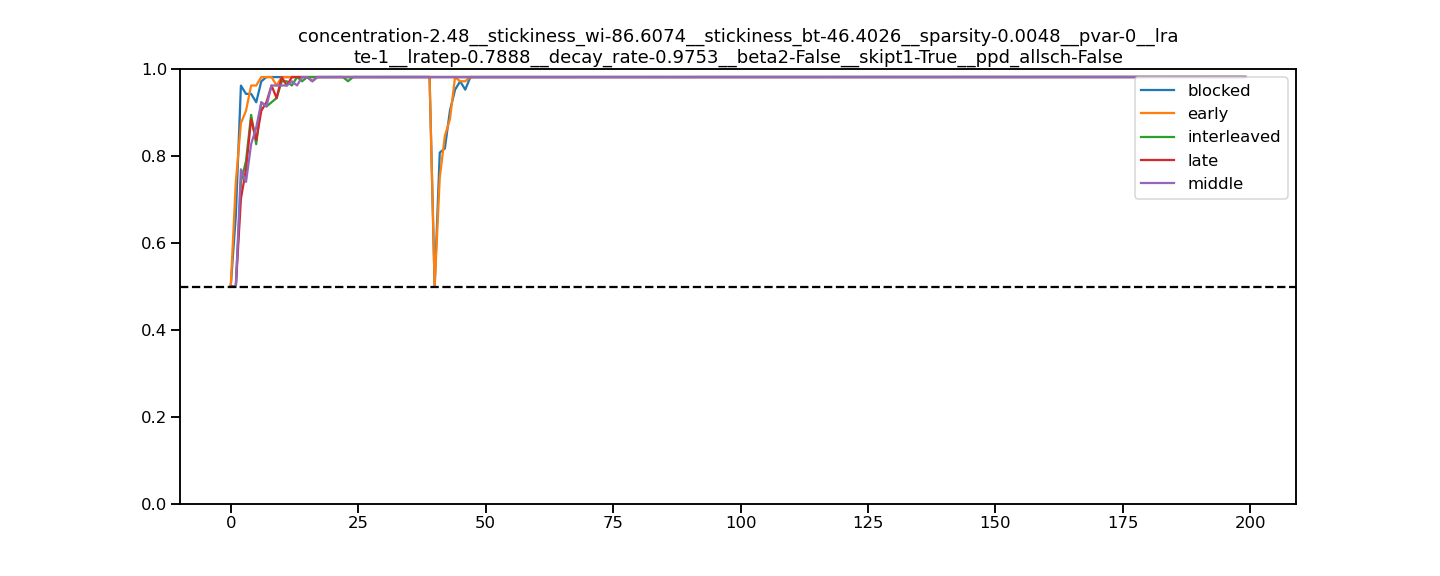 concentration-2.48__stickiness_wi-86.6074__stickiness_bt-46.4026__sparsity-0.0048__pvar-0__lra
te-1__lratep-0.7888__decay_rate-0.9753__beta2-False__skipt1-True__ppd_allsch-False
1.0
0.8
0.6
0.4
0.2
0.0
blocked
early
interleaved
late
middle
0 25 50 75 100 125 150 175 200